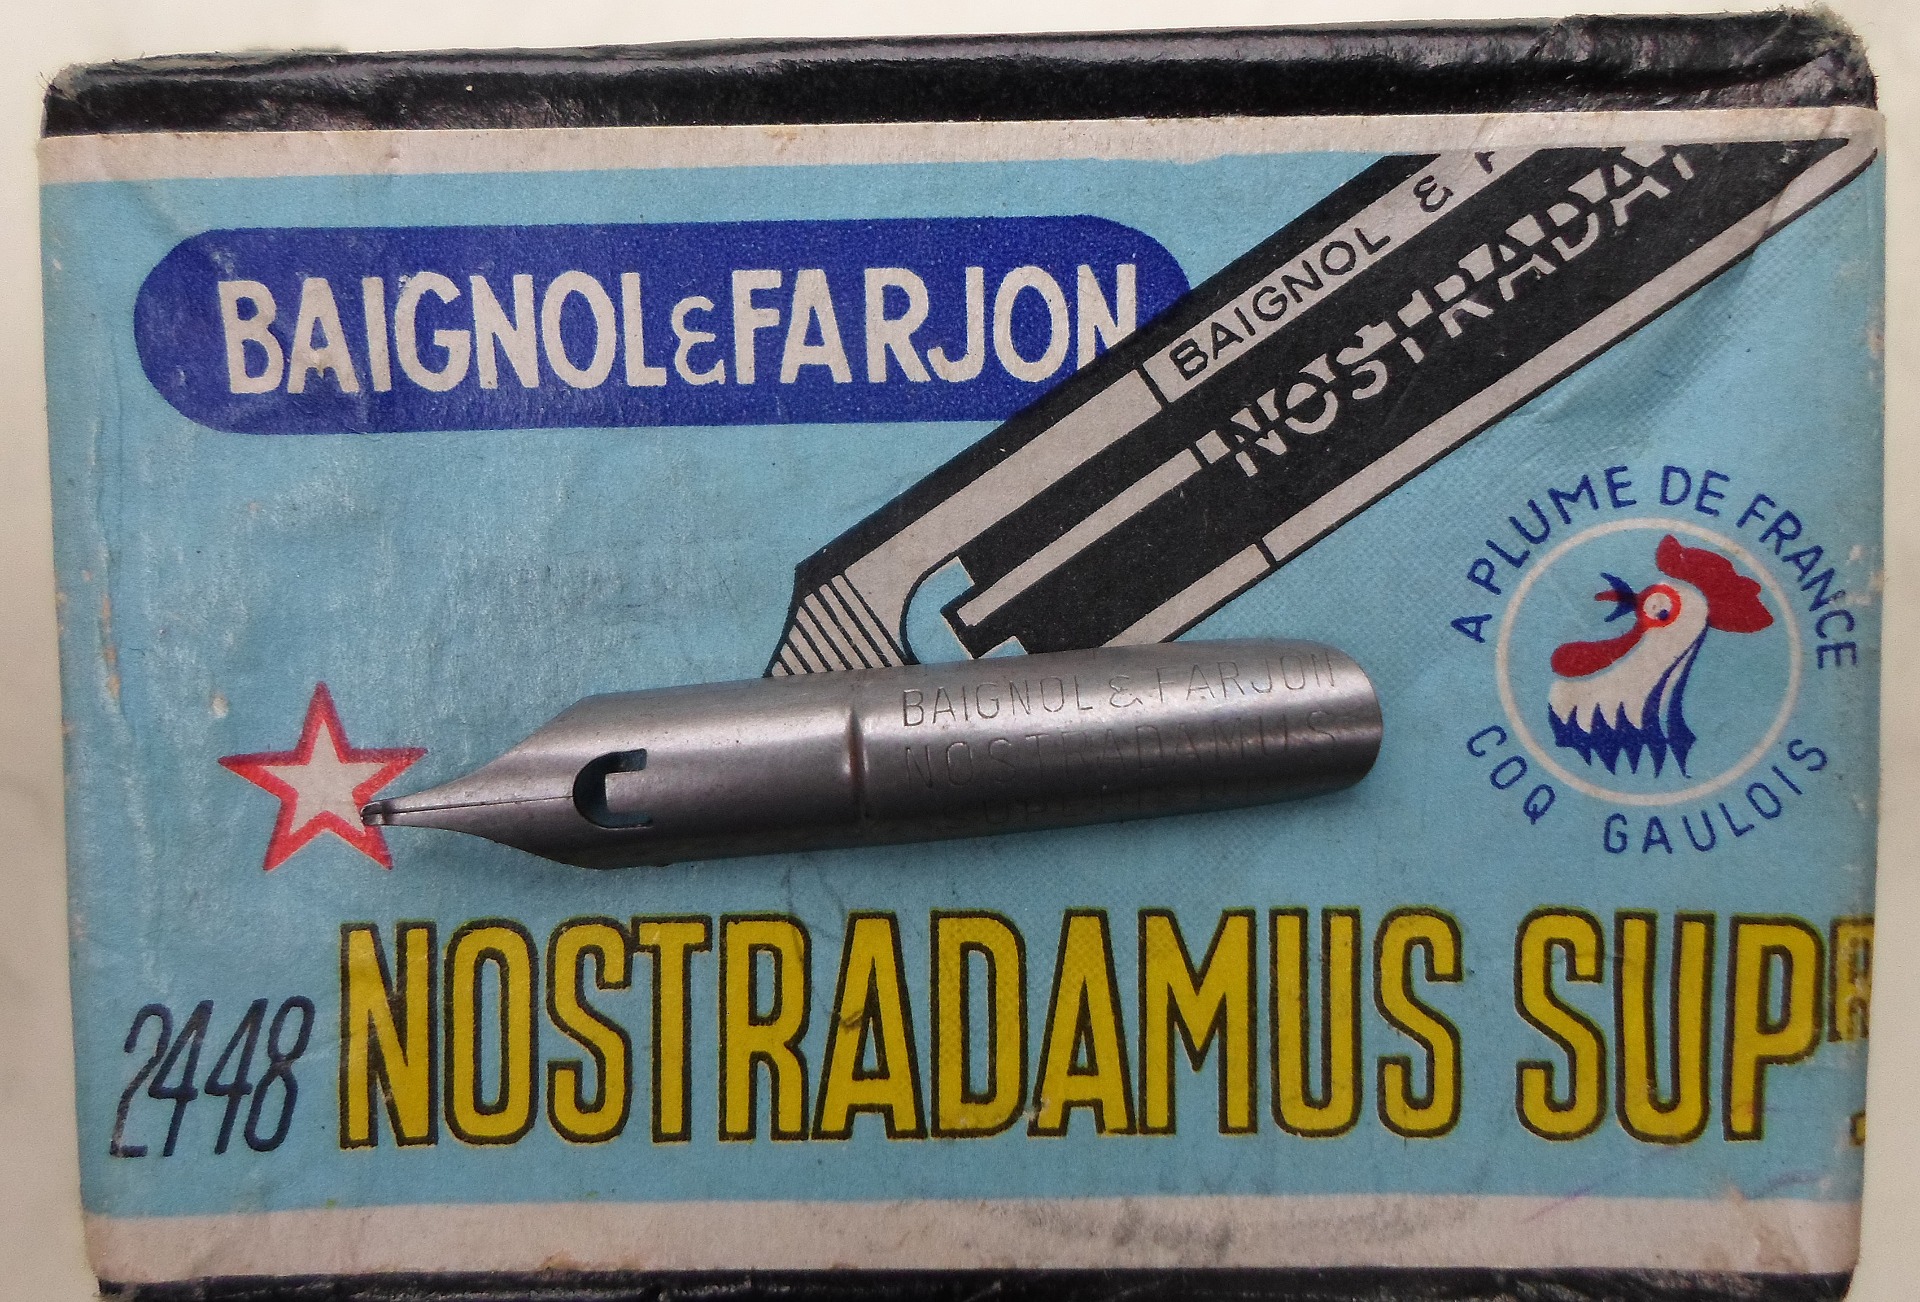 BAIGNOL & FARJON
BAIGNOL &
NOSTRADA
A PLUME DE FRANCE
COQ GAULOIS
BAIGNOL & FARJON
NOSTRADAMUS
2448 NOSTRADAMUS SUP